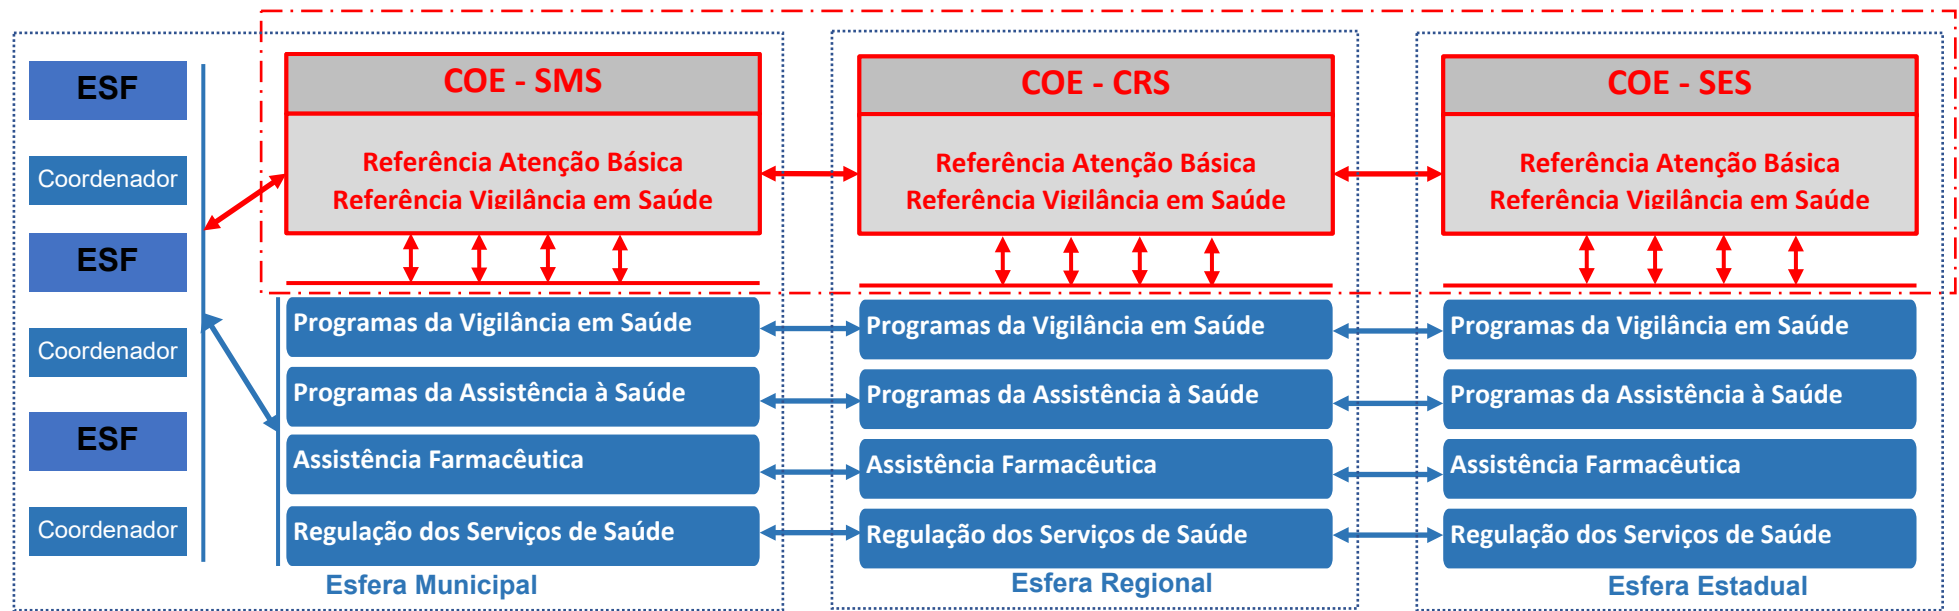 ESF
Coordenador
ESF
Coordenador
ESF
Coordenador
COE - SMS
Referência Atenção Básica
Referência Vigilância em Saúde
Programas da Vigilância em Saúde
Programas da Assistência à Saúde
Assistência Farmacêutica
Regulação dos Serviços de Saúde
Esfera Municipal
COE - CRS
Referência Atenção Básica
Referência Vigilância em Saúde
Programas da Vigilância em Saúde
Programas da Assistência à Saúde
Assistência Farmacêutica
Regulação dos Serviços de Saúde
Esfera Regional
COE - SES
Referência Atenção Básica
Referência Vigilância em Saúde
Programas da Vigilância em Saúde
Programas da Assistência à Saúde
Assistência Farmacêutica
Regulação dos Serviços de Saúde
Esfera Estadual